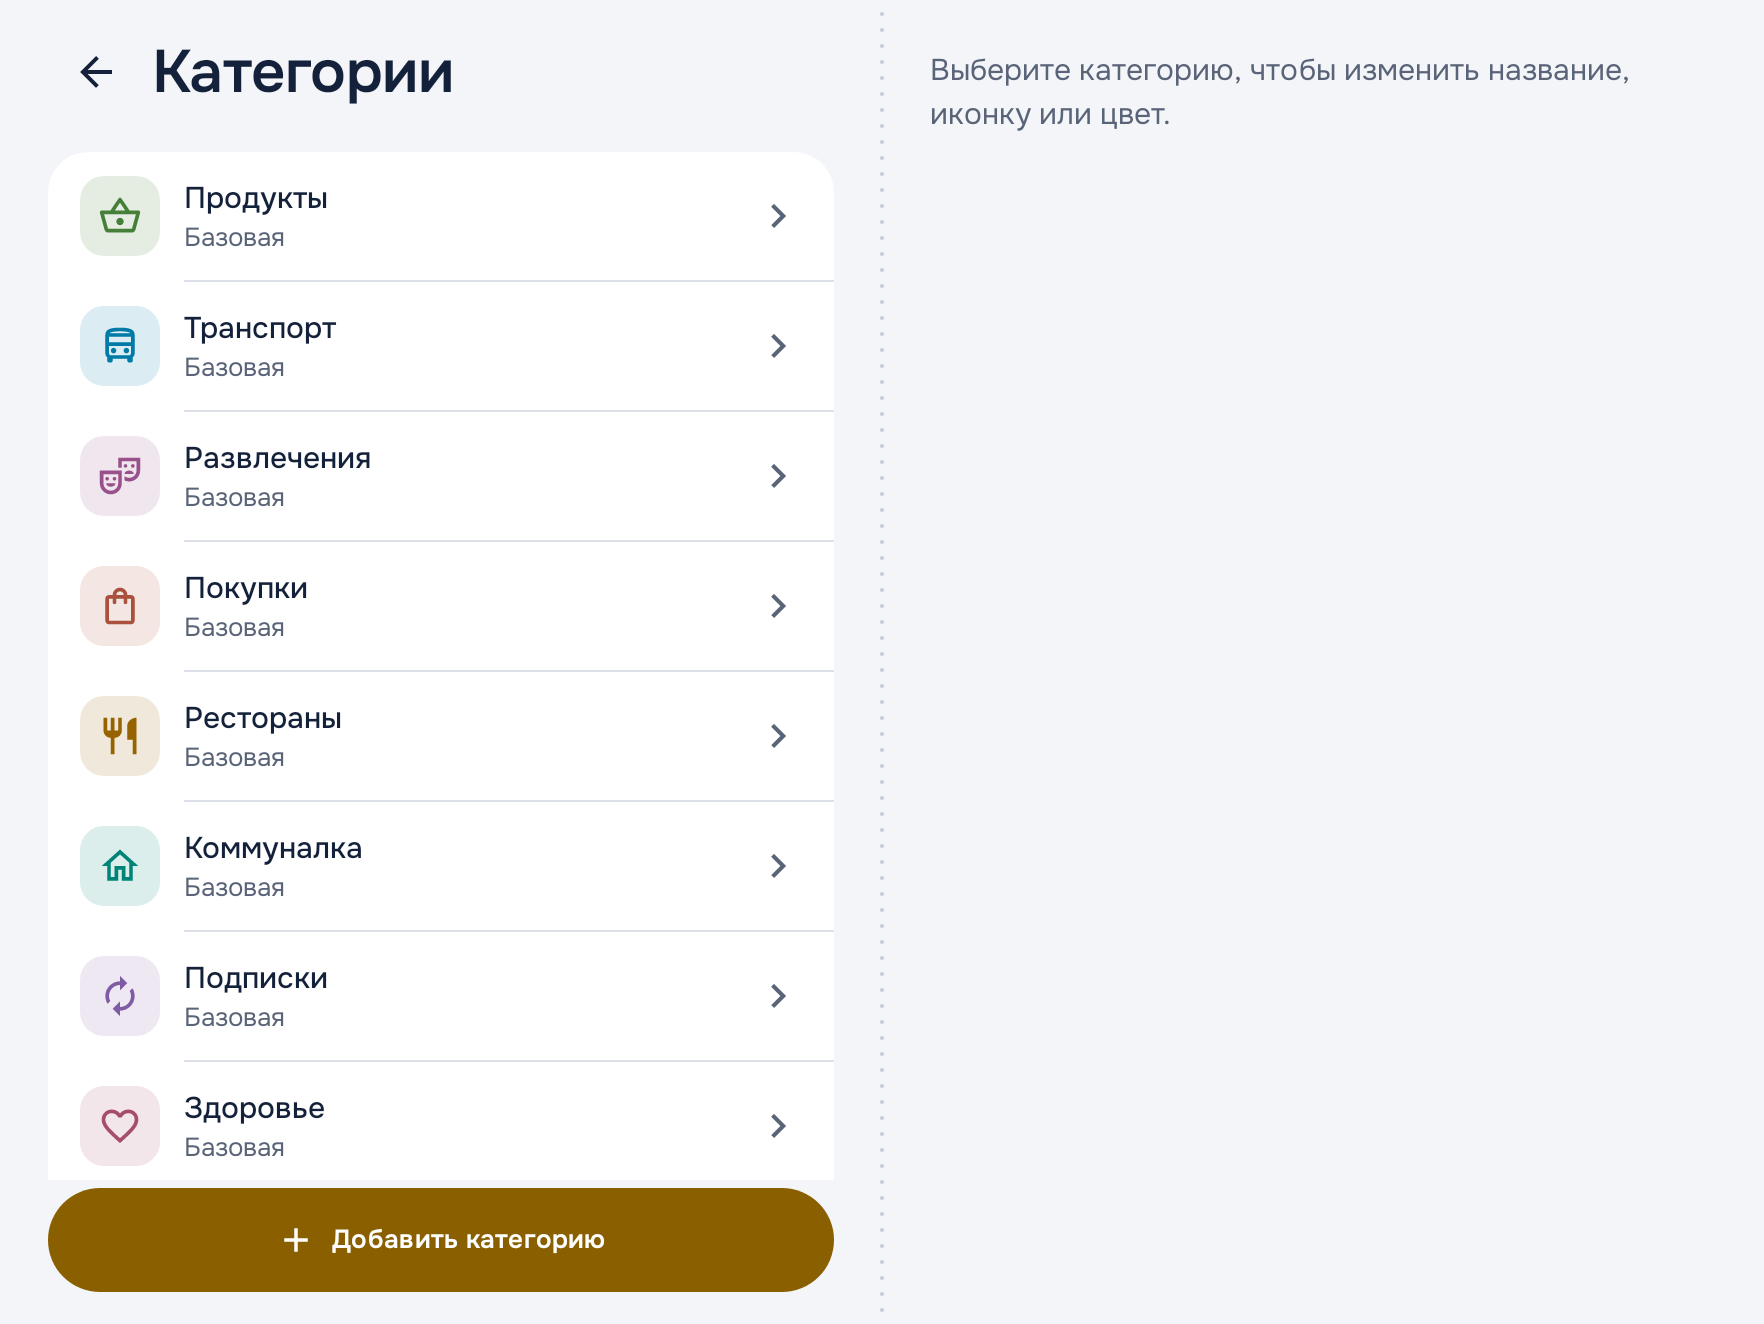 Категории
Продукты
Базовая
Транспорт
Базовая
Развлечения
Базовая
Покупки
Базовая
Рестораны
Базовая
Коммуналка
Базовая
Подписки
Базовая
Здоровье
Базовая
Добавить категорию
Выберите категорию, чтобы изменить название,
иконку или цвет.